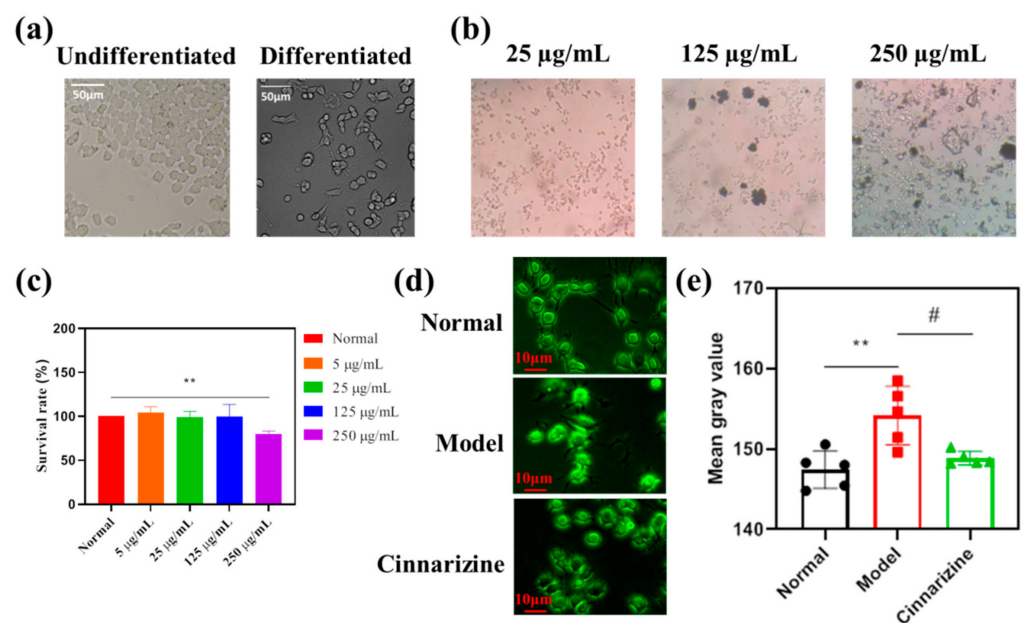 (a)
Undifferentiated
Differentiated
50μm
50μm
(b)
25 μg/mL
125 μg/mL
250 μg/mL
(c)
Survival rate (%)
200
150
100
50
0
**
Normal
5 μg/mL
25 μg/mL
125 μg/mL
250 μg/mL
Normal
5 μg/mL
25 μg/mL
125 μg/mL
250 μg/mL
(d)
Normal
10μm
Model
10μm
Cinnarizine
10μm
(e)
Mean gray value
170
160
150
140
**
#
Normal
Model
Cinnarizine